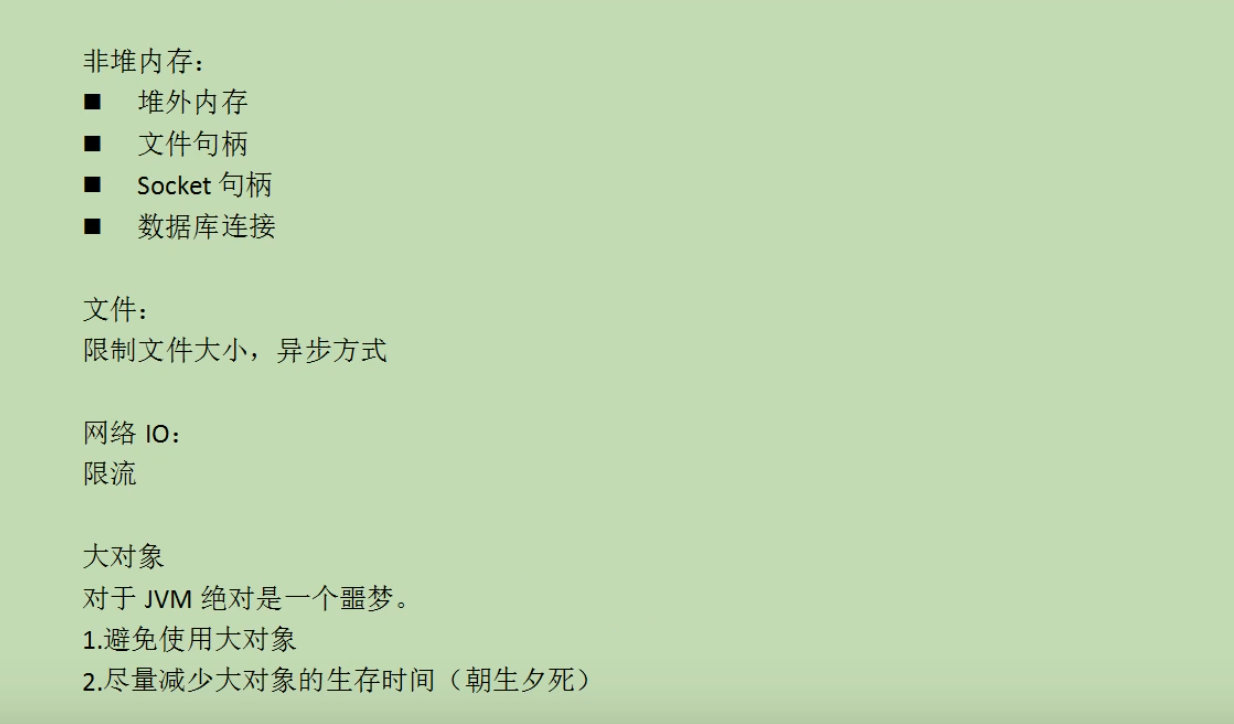 非堆内存：
■ 堆外内存
■ 文件句柄
■ Socket 句柄
■ 数据库连接
文件：
限制文件大小，异步方式
网络 IO：
限流
大对象
对于 JVM 绝对是一个噩梦。
1.避免使用大对象
2.尽量减少大对象的生存时间（朝生夕死）